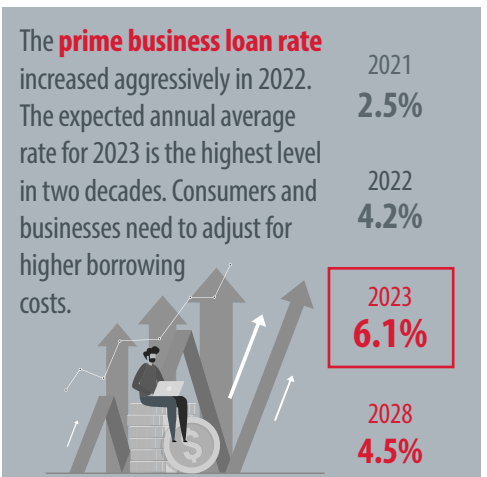 The prime business loan rate
increased aggressively in 2022.
The expected annual average
rate for 2023 is the highest level
in two decades. Consumers and
businesses need to adjust for
higher borrowing
costs.
2021
2.5%
2022
4.2%
2023
6.1%
2028
4.5%
$